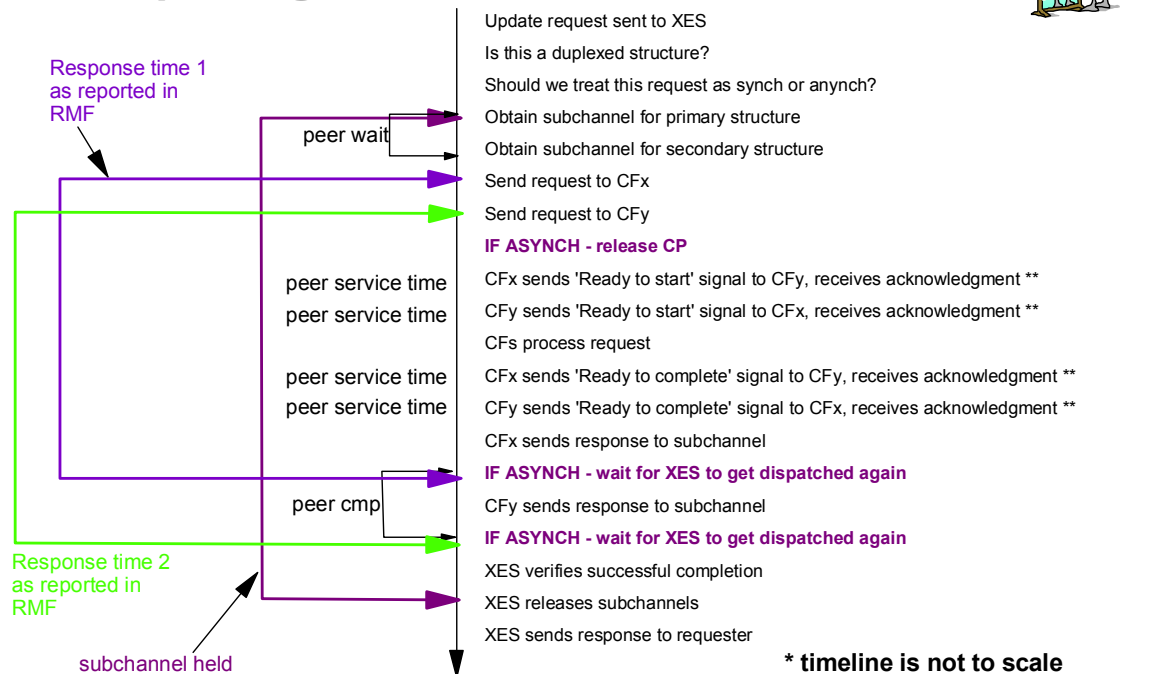 Update request sent to XES
Is this a duplexed structure?
Response time 1
as reported in
RMF
Should we treat this request as synch or anynch?
Obtain subchannel for primary structure
peer wait
Obtain subchannel for secondary structure
Send request to CFx
Send request to CFy
IF ASYNCH - release CP
peer service time
CFx sends 'Ready to start' signal to CFy, receives acknowledgment **
peer service time
CFy sends 'Ready to start' signal to CFx, receives acknowledgment **
CFs process request
peer service time
CFx sends 'Ready to complete' signal to CFy, receives acknowledgment **
peer service time
CFy sends 'Ready to complete' signal to CFx, receives acknowledgment **
CFx sends response to subchannel
IF ASYNCH - wait for XES to get dispatched again
peer cmp
CFy sends response to subchannel
IF ASYNCH - wait for XES to get dispatched again
Response time 2
as reported in
RMF
XES verifies successful completion
XES releases subchannels
XES sends response to requester
subchannel held
* timeline is not to scale